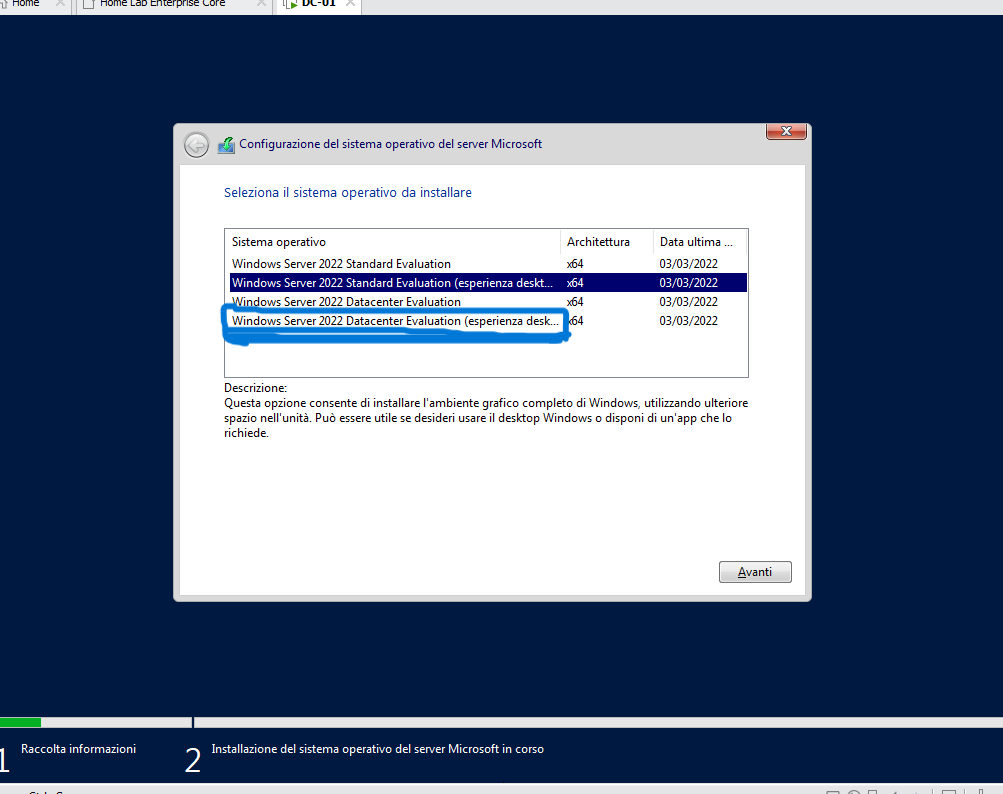 Home
Home Lab Enterprise Core
DC-01
Configurazione del sistema operativo del server Microsoft
Seleziona il sistema operativo da installare
Sistema operativo Architettura Data ultima ...
Windows Server 2022 Standard Evaluation x64 03/03/2022
Windows Server 2022 Standard Evaluation (esperienza deskt... x64 03/03/2022
Windows Server 2022 Datacenter Evaluation x64 03/03/2022
Windows Server 2022 Datacenter Evaluation (esperienza desk... x64 03/03/2022
Descrizione:
Questa opzione consente di installare l'ambiente grafico completo di Windows, utilizzando ulteriore
spazio nell'unità. Può essere utile se desideri usare il desktop Windows o disponi di un'app che lo
richiede.
Avanti
1 Raccolta informazioni
2 Installazione del sistema operativo del server Microsoft in corso